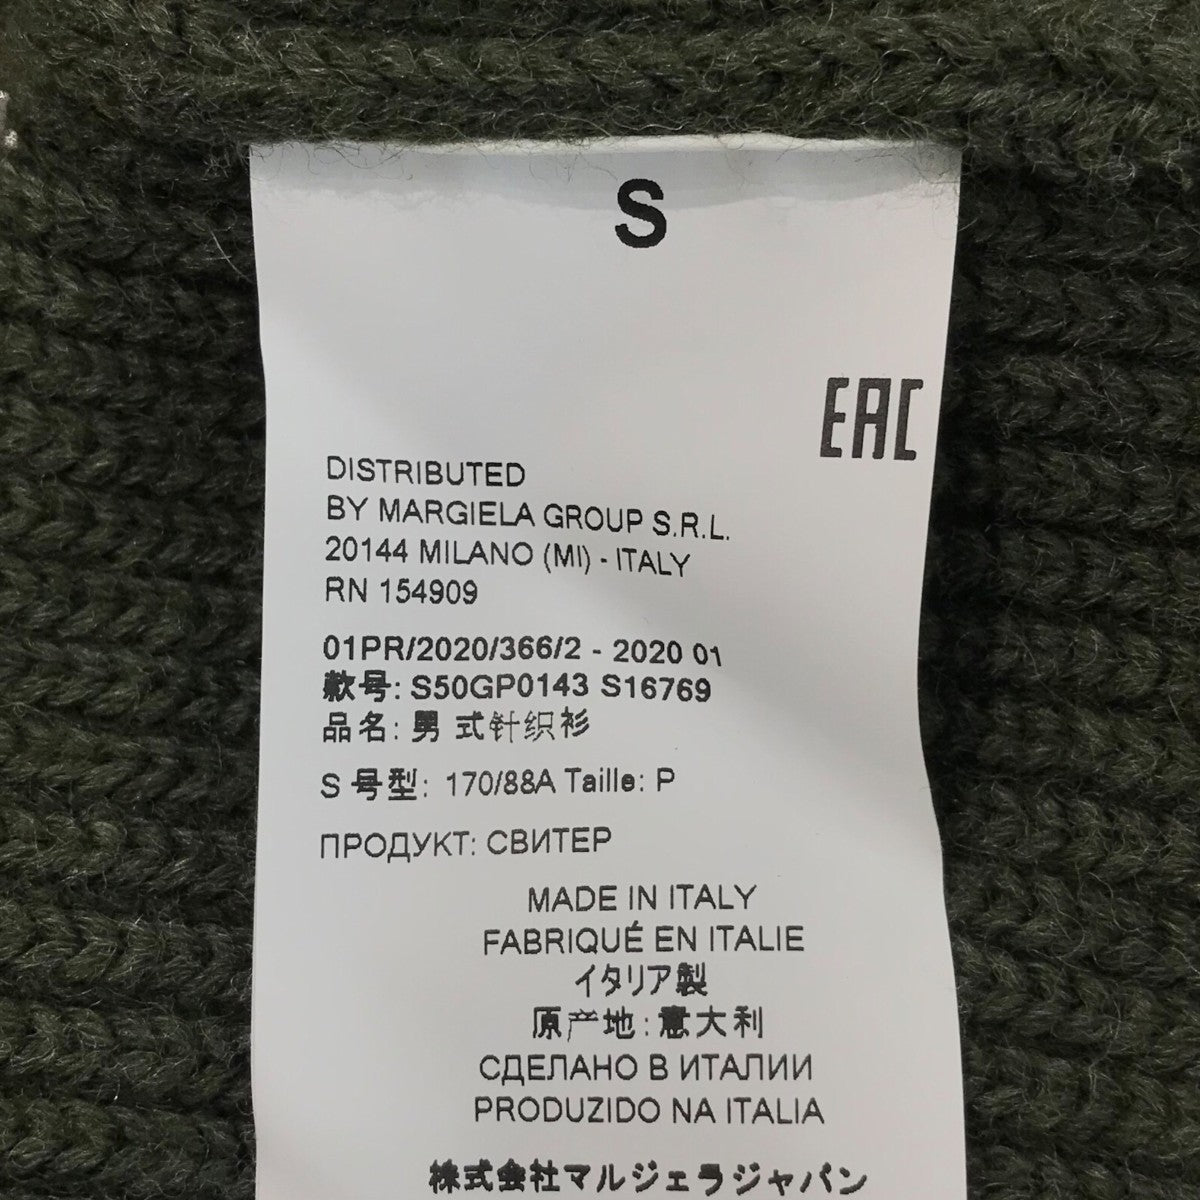 S
EAC
DISTRIBUTED
BY MARGIELA GROUP S.R.L.
20144 MILANO (MI) - ITALY
RN 154909
01PR/2020/366/2 - 2020 01
款号: S50GP0143 S16769
品名: 男 式针织衫
S 号型: 170/88A Taille: P
ПРОДУКТ: СВИТЕР
MADE IN ITALY
FABRIQUÉ EN ITALIE
イタリア製
原产地: 意大利
СДЕЛАНО В ИТАЛИИ
PRODUZIDO NA ITALIA
株式会社マルジェラジャパン